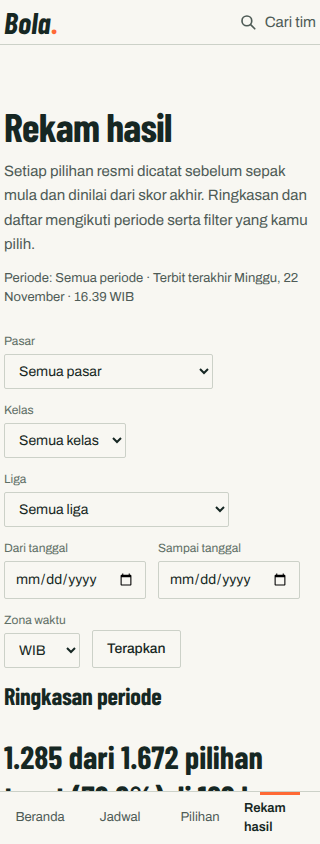 Bola.
Cari tim
Rekam hasil
Setiap pilihan resmi dicatat sebelum sepak
mula dan dinilai dari skor akhir. Ringkasan dan
daftar mengikuti periode serta filter yang kamu
pilih.
Periode: Semua periode · Terbit terakhir Minggu, 22
November · 16.39 WIB
Pasar
Semua pasar
Kelas
Semua kelas
Liga
Semua liga
Dari tanggal
Sampai tanggal
mm/dd/yyyy
mm/dd/yyyy
Zona waktu
WIB
Terapkan
Ringkasan periode
1.285 dari 1.672 pilihan
Beranda
Jadwal
Pilihan
Rekam
hasil